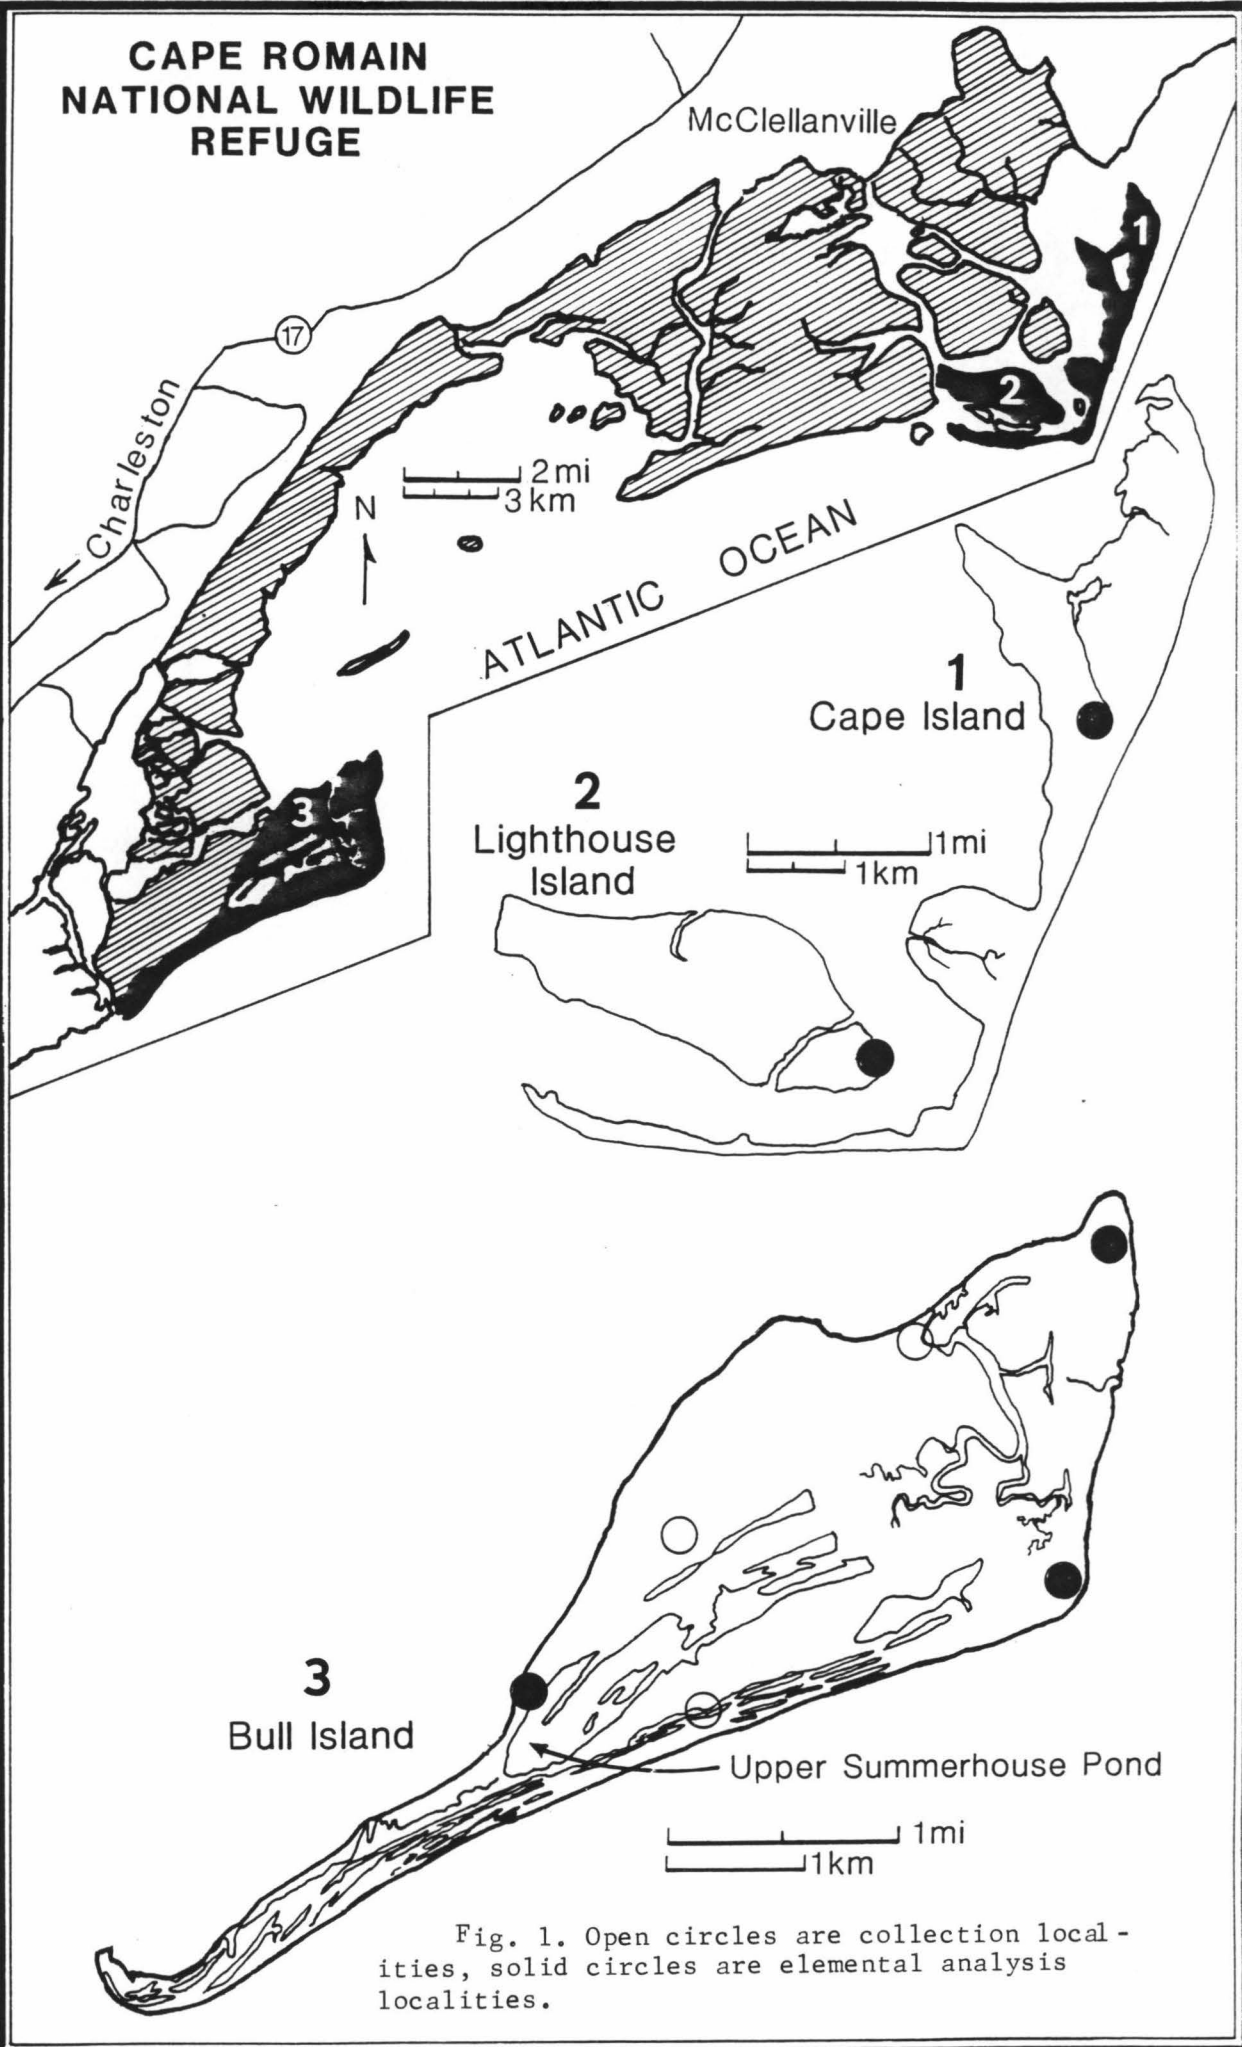 CAPE ROMAIN
NATIONAL WILDLIFE
REFUGE
McClellanville
1
17
2
Charleston
2mi
3km
N
ATLANTIC OCEAN
1
Cape Island
3
2
Lighthouse
Island
1mi
1km
3
Bull Island
Upper Summerhouse Pond
1mi
1km
Fig. 1. Open circles are collection local-
ities, solid circles are elemental analysis
localities.